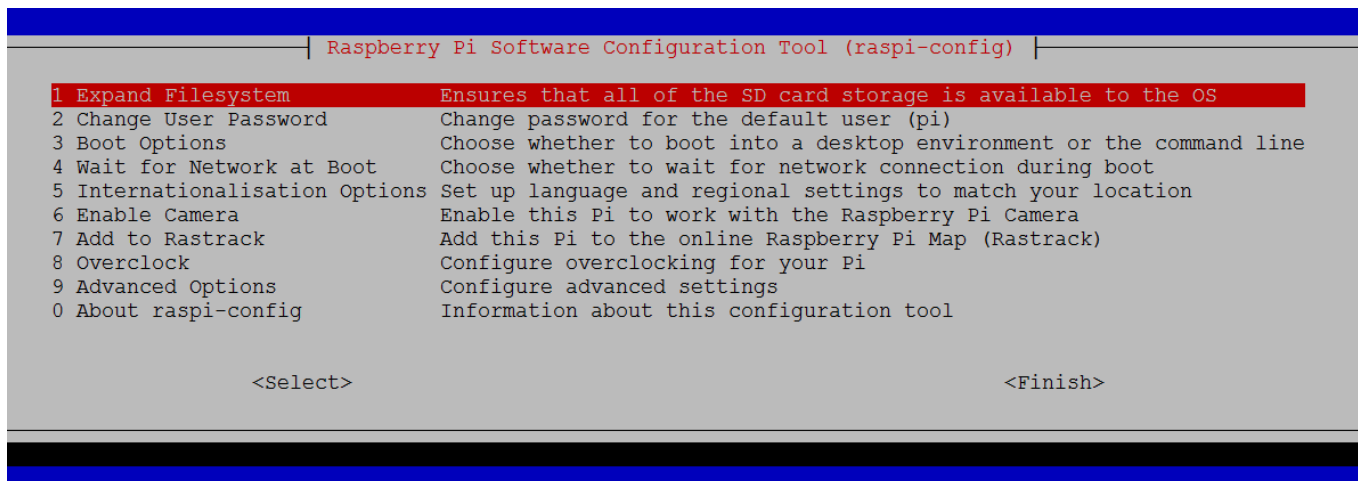 Raspberry Pi Software Configuration Tool (raspi-config)
1 Expand Filesystem Ensures that all of the SD card storage is available to the OS
2 Change User Password Change password for the default user (pi)
3 Boot Options Choose whether to boot into a desktop environment or the command line
4 Wait for Network at Boot Choose whether to wait for network connection during boot
5 Internationalisation Options Set up language and regional settings to match your location
6 Enable Camera Enable this Pi to work with the Raspberry Pi Camera
7 Add to Rastrack Add this Pi to the online Raspberry Pi Map (Rastrack)
8 Overclock Configure overclocking for your Pi
9 Advanced Options Configure advanced settings
0 About raspi-config Information about this configuration tool
<Select> <Finish>